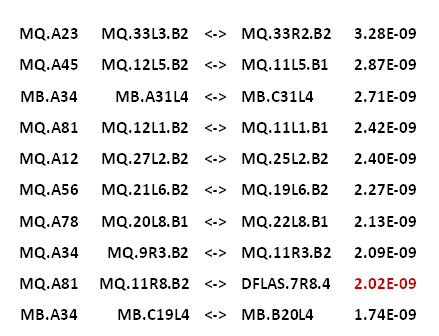 MQ.A23 MQ.33L3.B2 <-> MQ.33R2.B2 3.28E-09
MQ.A45 MQ.12L5.B2 <-> MQ.11L5.B1 2.87E-09
MB.A34 MB.A31L4 <-> MB.C31L4 2.71E-09
MQ.A81 MQ.12L1.B2 <-> MQ.11L1.B1 2.42E-09
MQ.A12 MQ.27L2.B2 <-> MQ.25L2.B2 2.40E-09
MQ.A56 MQ.21L6.B2 <-> MQ.19L6.B2 2.27E-09
MQ.A78 MQ.20L8.B1 <-> MQ.22L8.B1 2.13E-09
MQ.A34 MQ.9R3.B2 <-> MQ.11R3.B2 2.09E-09
MQ.A81 MQ.11R8.B2 <-> DFLAS.7R8.4 2.02E-09
MB.A34 MB.C19L4 <-> MB.B20L4 1.74E-09